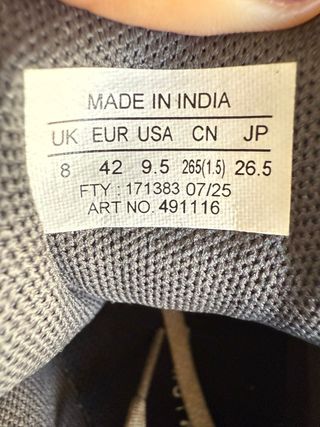 MADE IN INDIA
UK EUR USA CN JP
8 42 9.5 265(1.5) 26.5
FTY : 171383 07/25
ART NO. 491116